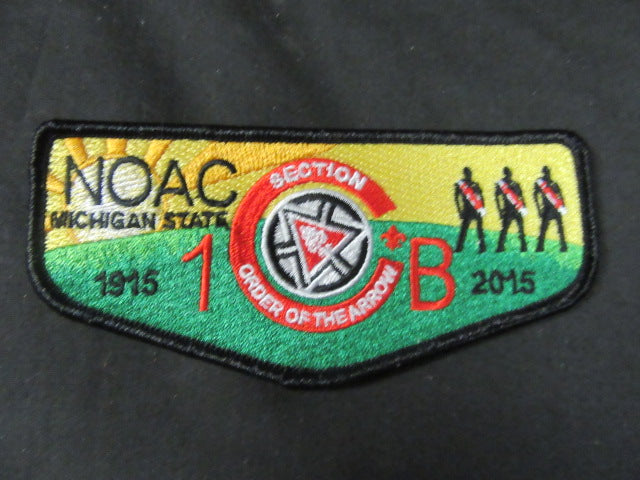 NOAC
MICHIGAN STATE
1915
1
SECTION
ORDER OF THE ARROW
B
2015